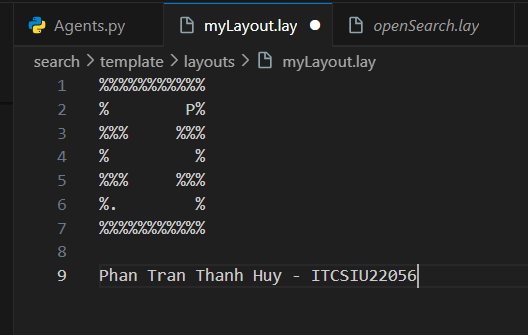 Agents.py
myLayout.lay
openSearch.lay
search > template > layouts > myLayout.lay
1 %%%%%%%%%%%
2 %        P%
3 %%%     %%%
4 %         %
5 %%%     %%%
6 %.        %
7 %%%%%%%%%%%
8
9 Phan Tran Thanh Huy - ITCSIU22056